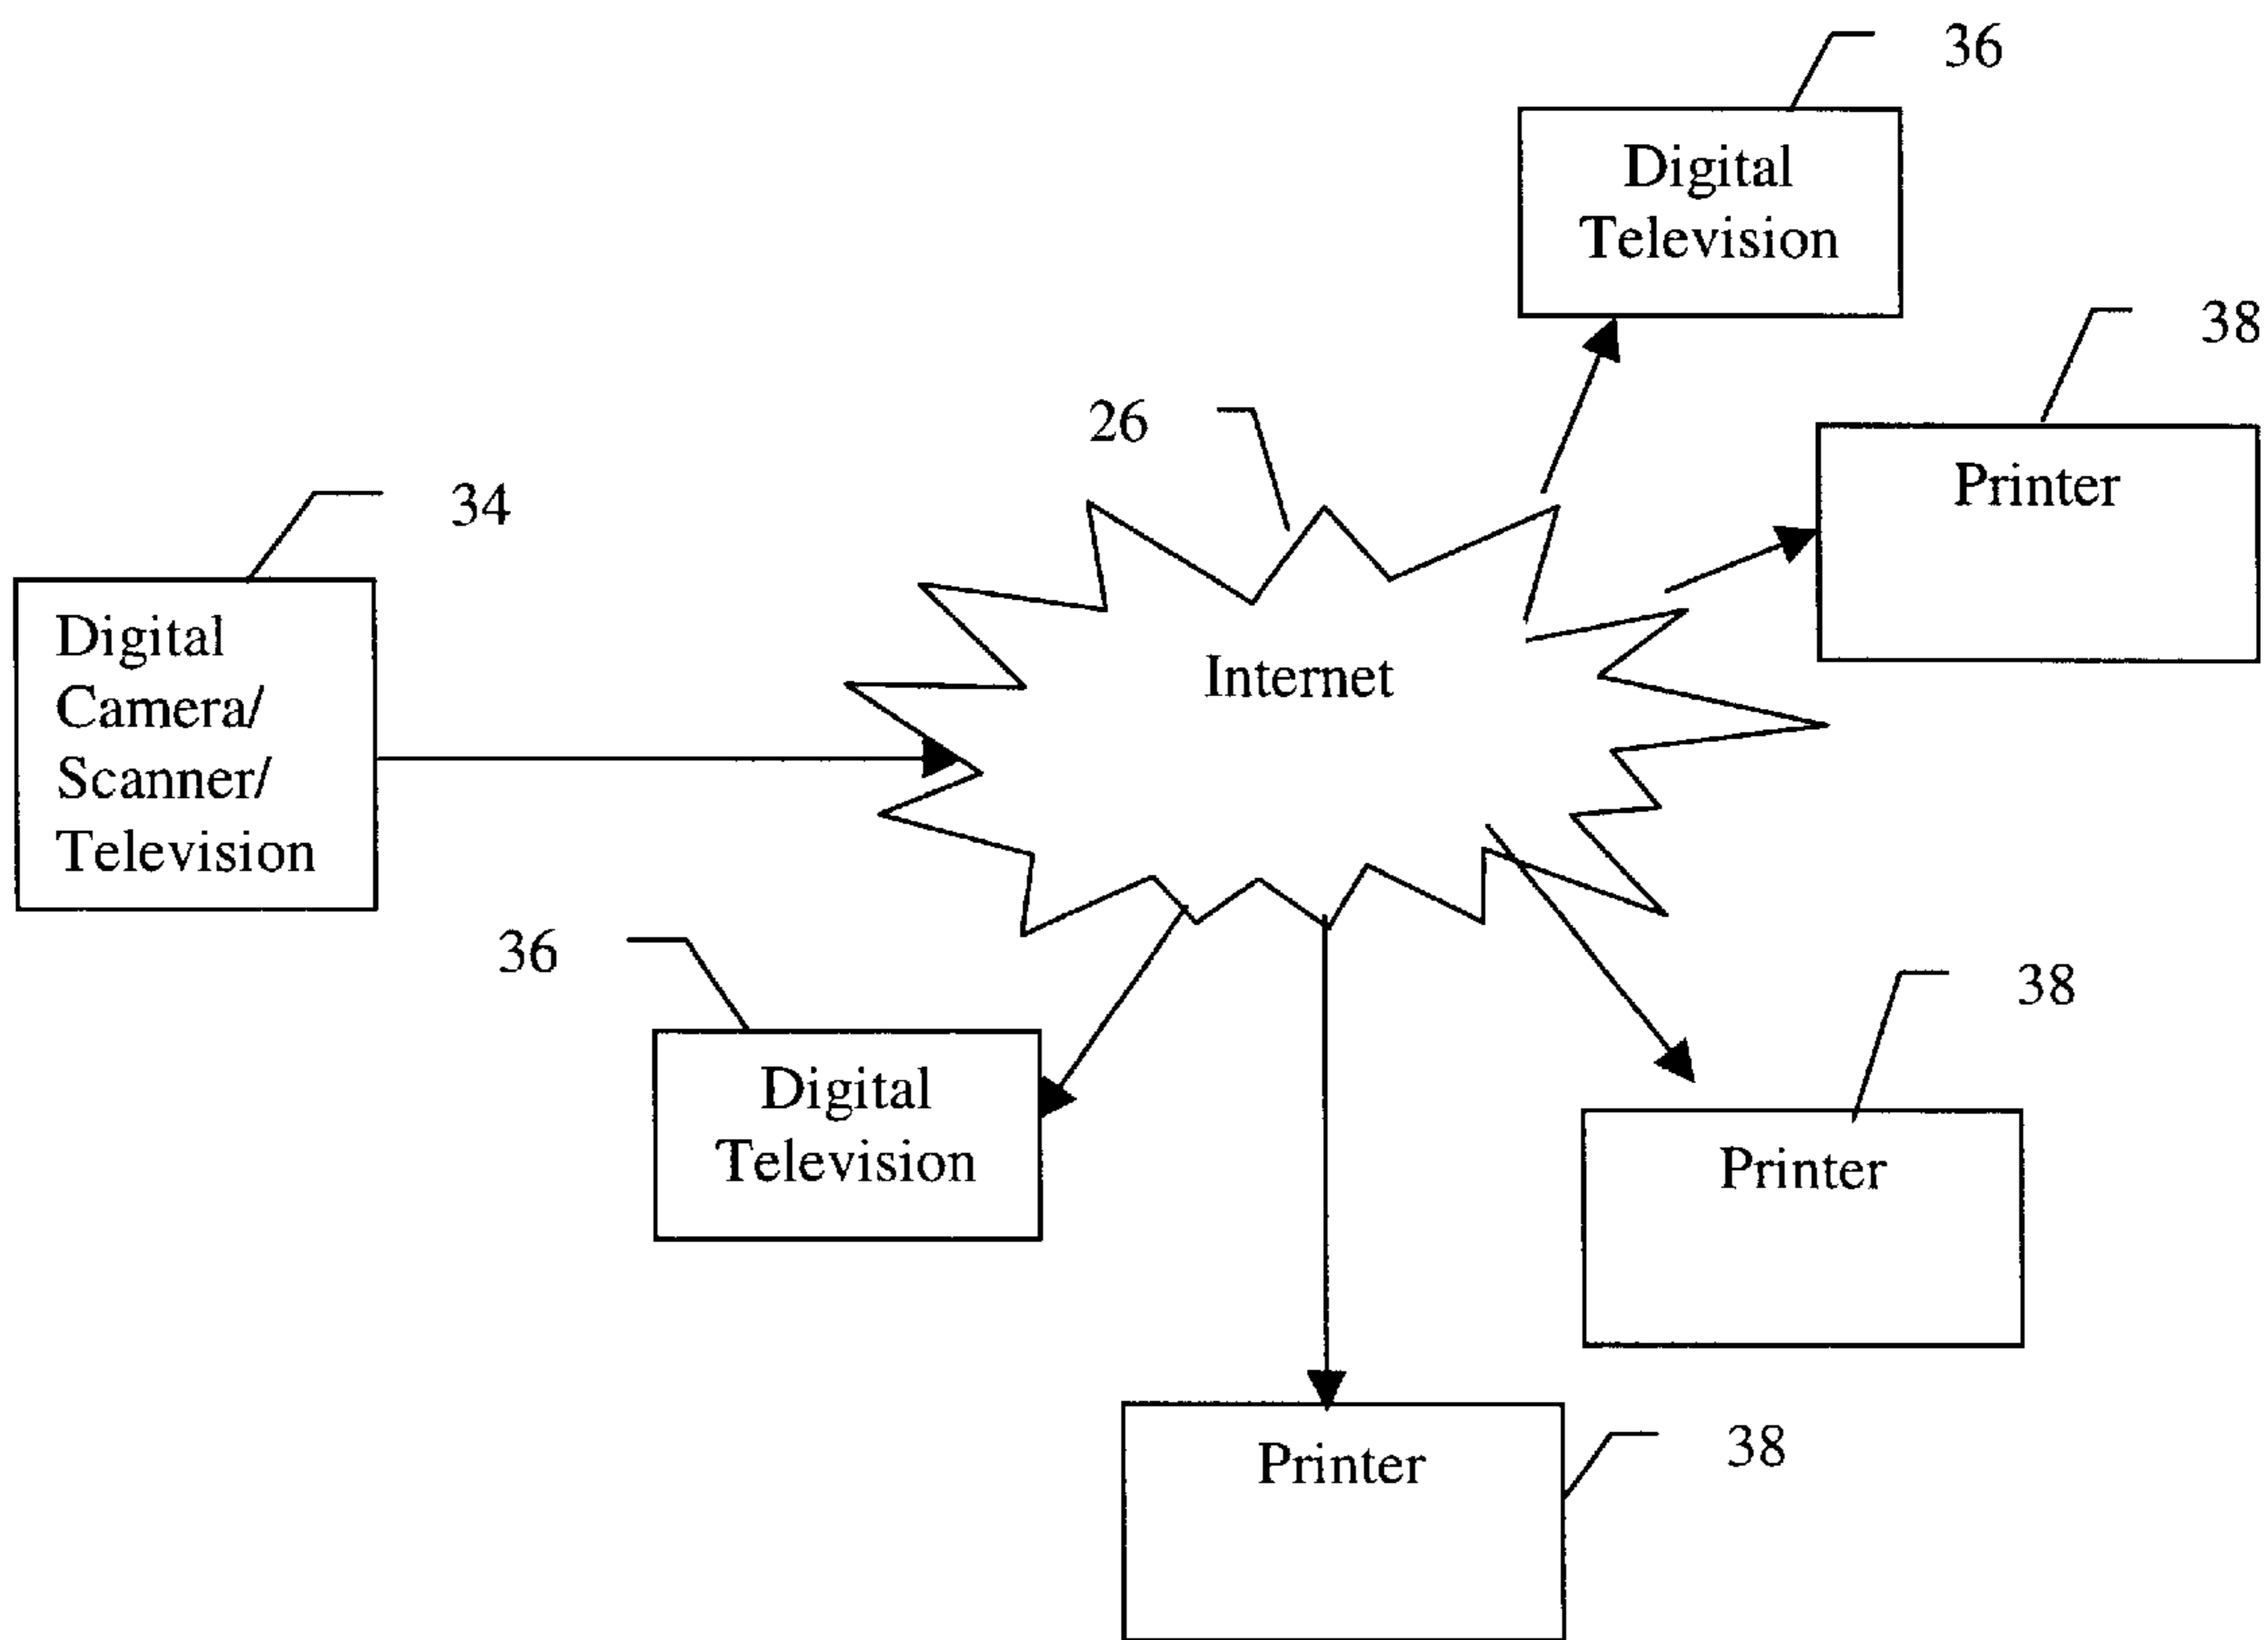 36
Digital
Television
38
Printer
26
34
Digital
Camera/
Scanner/
Television
Internet
36
Digital
Television
38
Printer
Printer
38